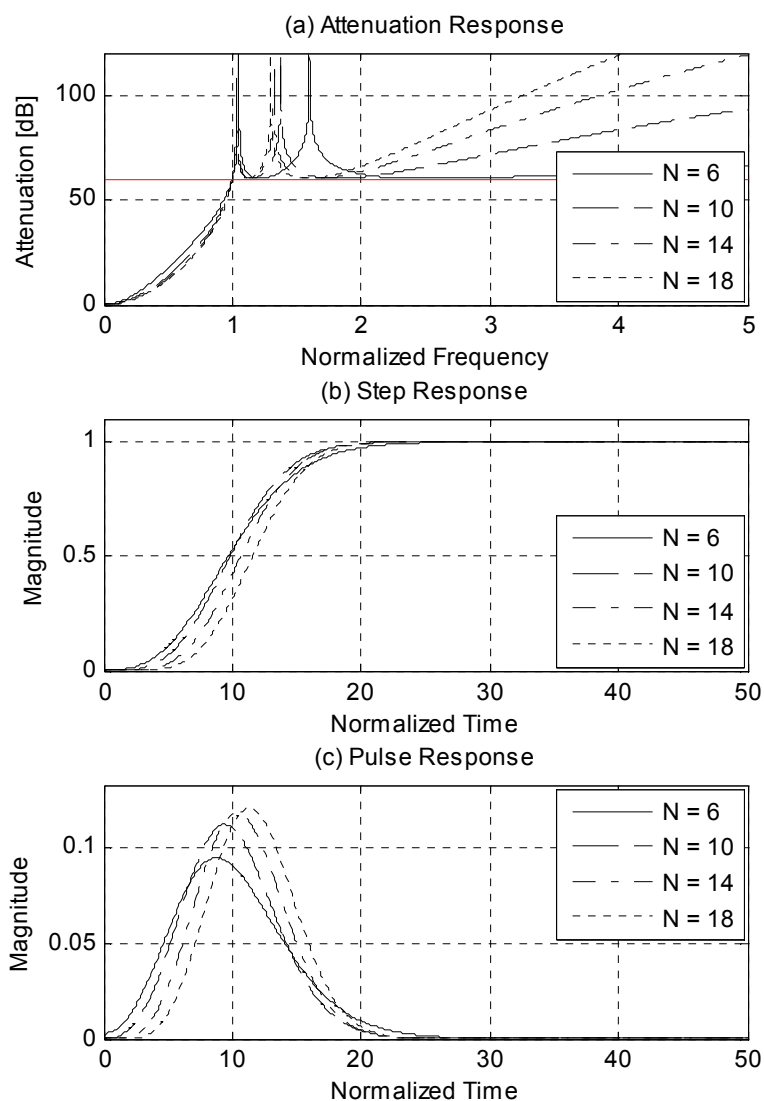 (a) Attenuation Response
Attenuation [dB]
100
50
0
0 1 2 3 4 5
Normalized Frequency
N = 6
N = 10
N = 14
N = 18
(b) Step Response
Magnitude
1
0.5
0
0 10 20 30 40 50
Normalized Time
N = 6
N = 10
N = 14
N = 18
(c) Pulse Response
Magnitude
0.1
0.05
0
0 10 20 30 40 50
Normalized Time
N = 6
N = 10
N = 14
N = 18